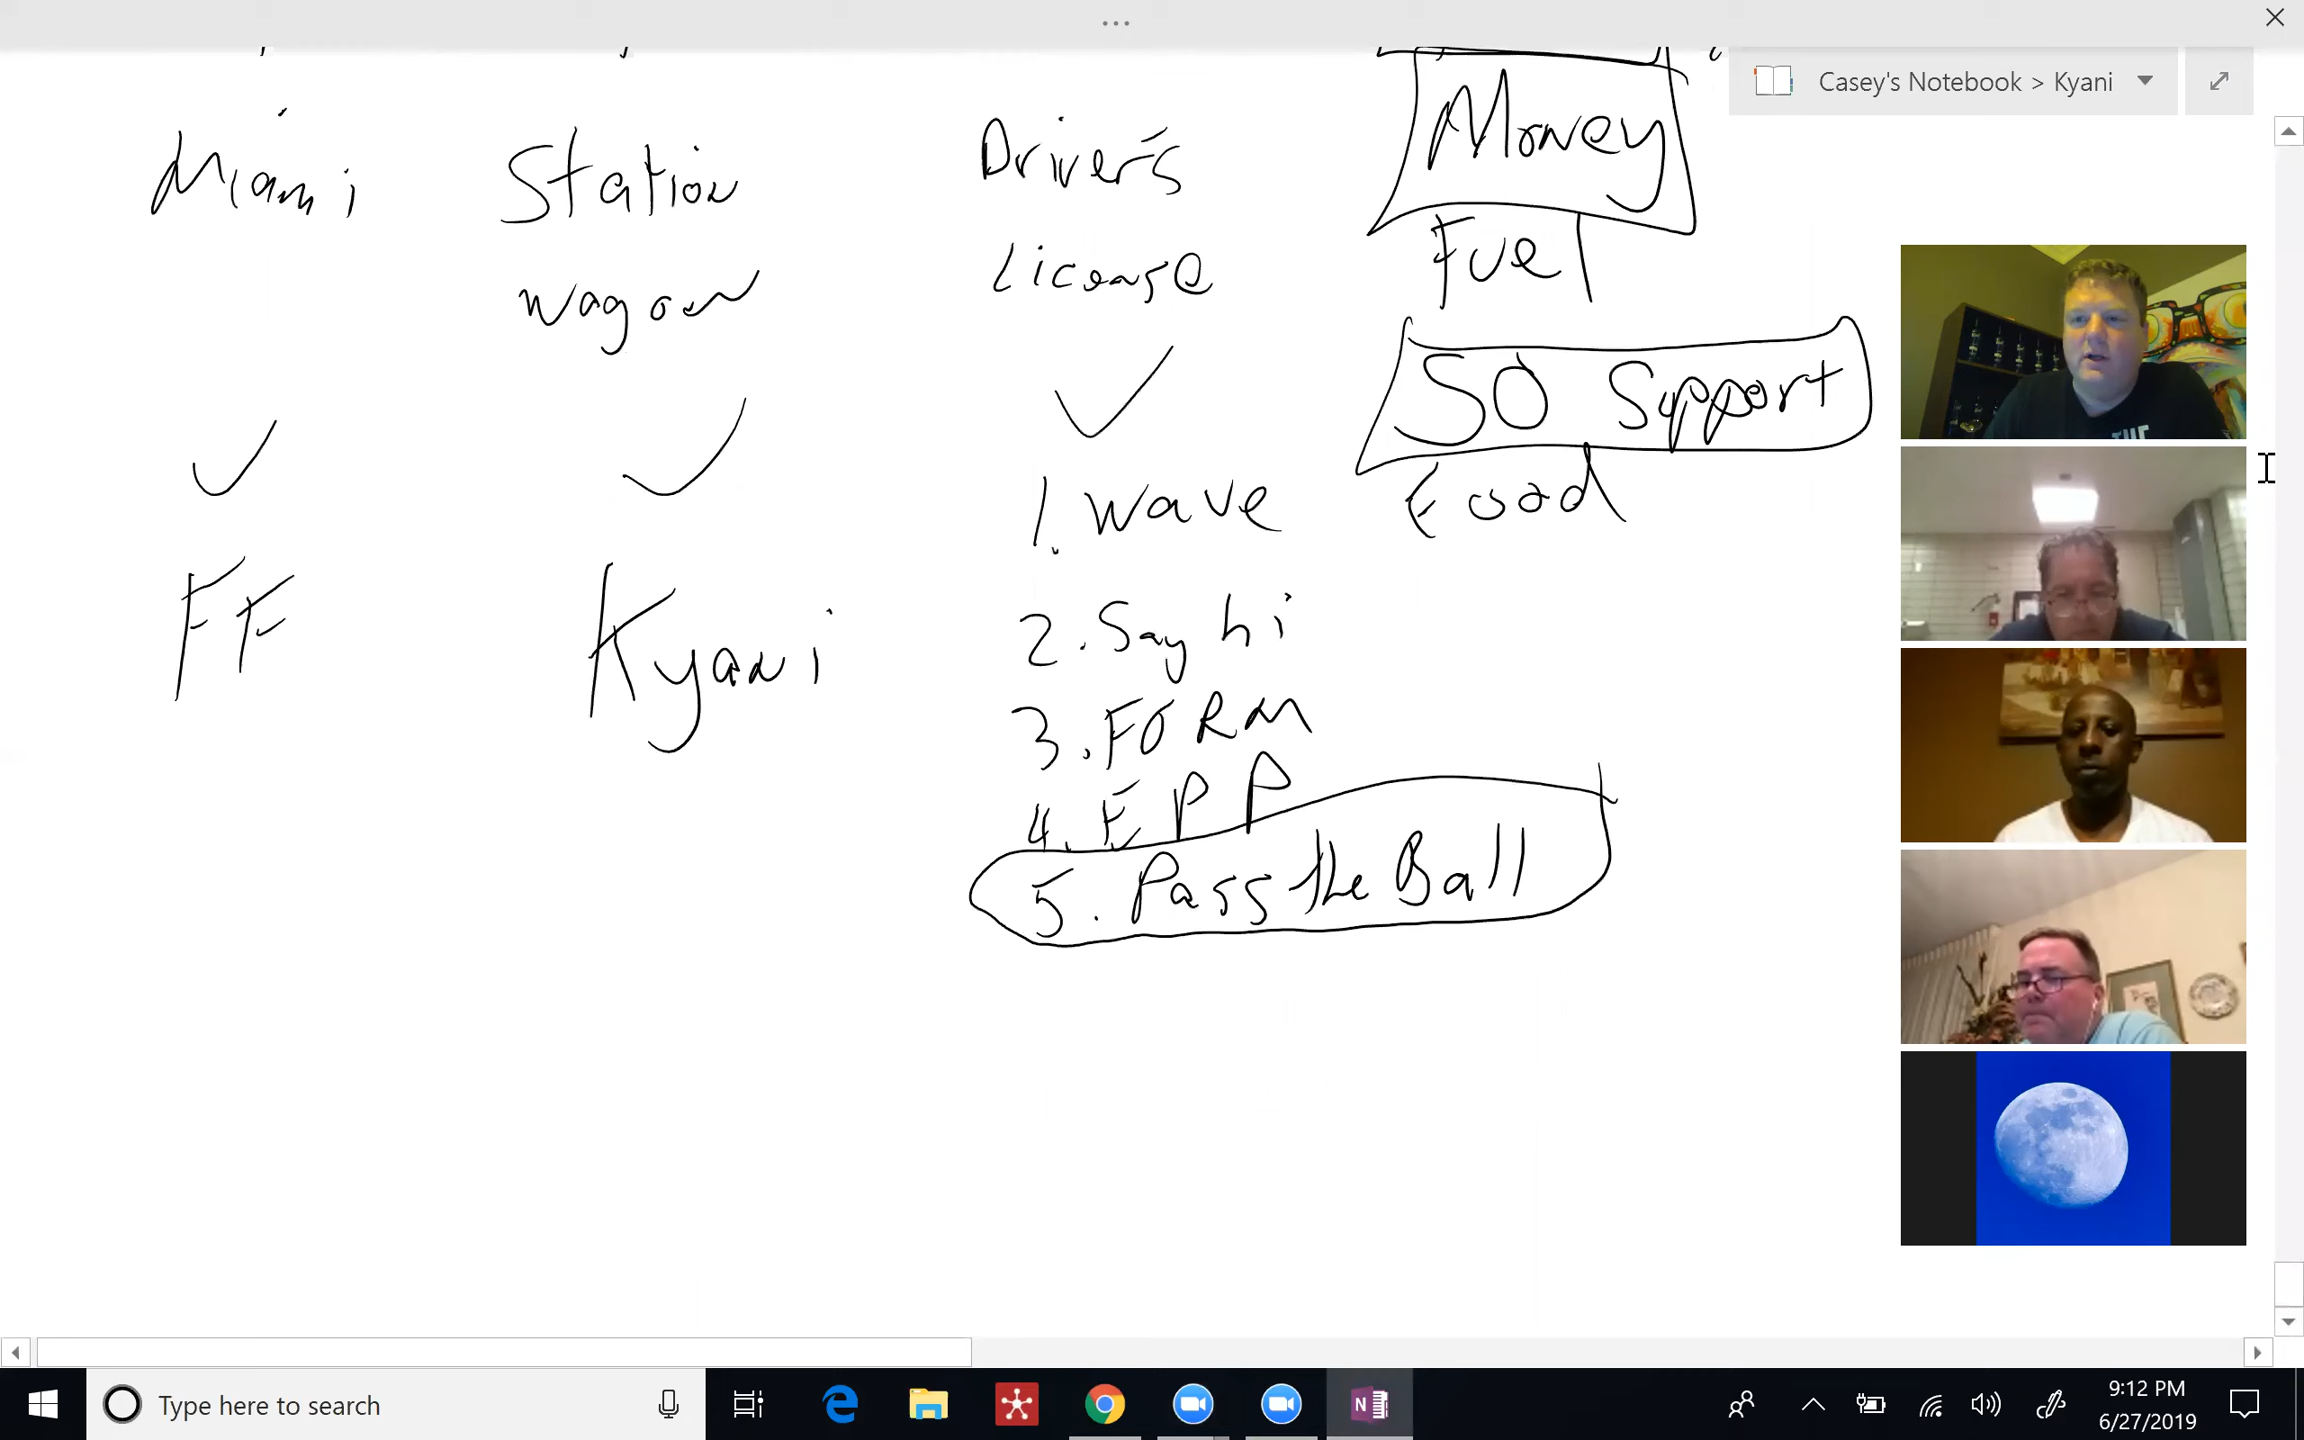 Casey's Notebook > Kyani
Miami
Station
wagon
Driver's
License
Money
Fuel
SO Support
Food
1. wave
2. Say hi
3. FORM
4. EPP
5. Pass the Ball
FF
Kyani
THE
Type here to search
9:12 PM
6/27/2019